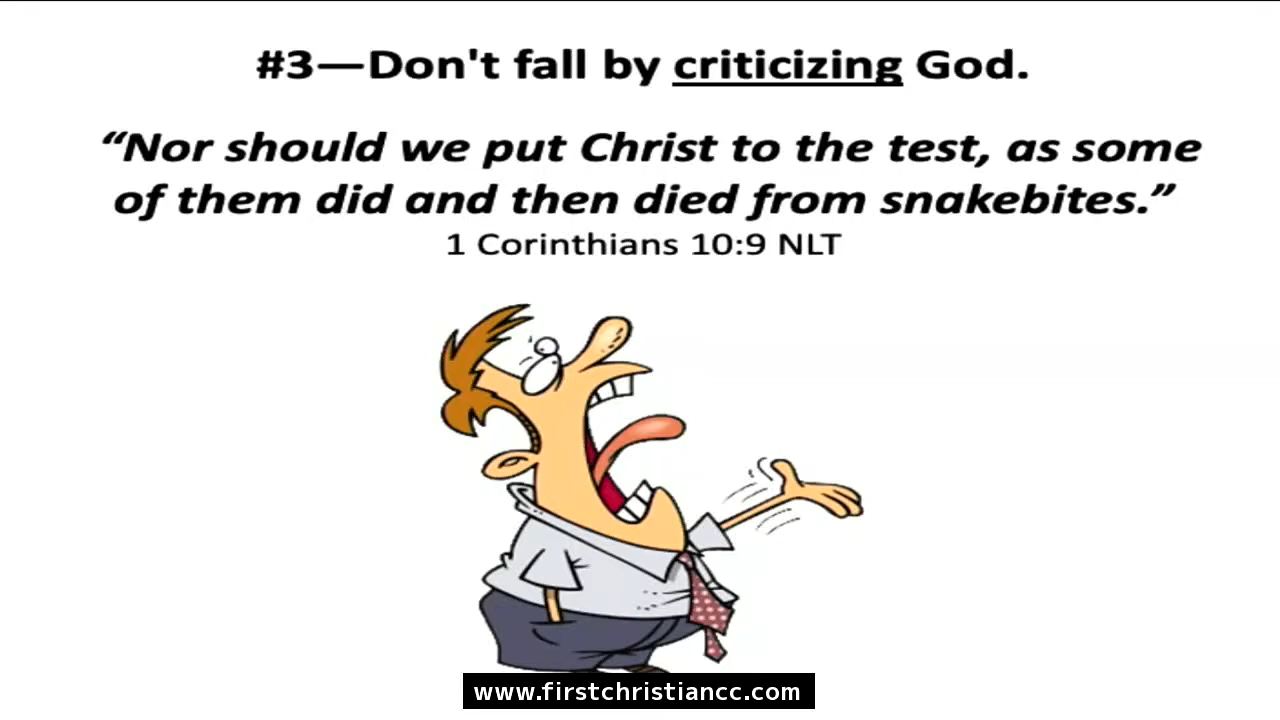 #3—Don't fall by criticizing God.
“Nor should we put Christ to the test, as some
of them did and then died from snakebites.”
1 Corinthians 10:9 NLT
www.firstchristiancc.com